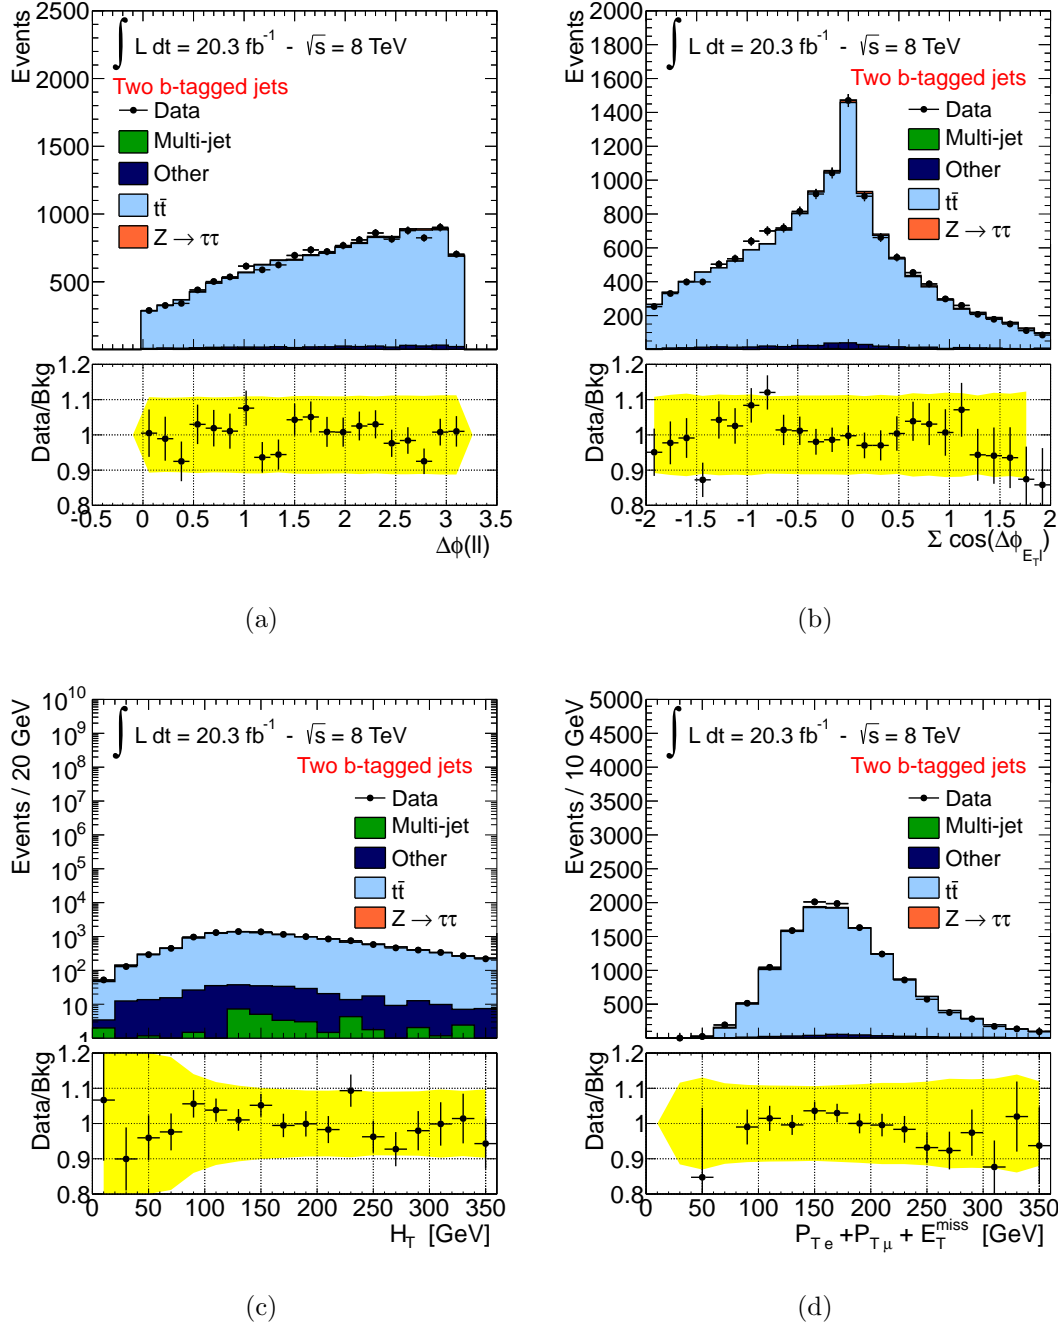 Events
2500
2000
1500
1000
500
∫ L dt = 20.3 fb⁻¹ - √s = 8 TeV
Two b-tagged jets
Data
Multi-jet
Other
tt̄
Z → ττ
Data/Bkg
1.2
1.1
1
0.9
0.8
-0.5 0 0.5 1 1.5 2 2.5 3 3.5
Δϕ(ll)
(a)
Events
2000
1800
1600
1400
1200
1000
800
600
400
200
∫ L dt = 20.3 fb⁻¹ - √s = 8 TeV
Two b-tagged jets
Data
Multi-jet
Other
tt̄
Z → ττ
Data/Bkg
1.2
1.1
1
0.9
0.8
-2 -1.5 -1 -0.5 0 0.5 1 1.5 2
Σ cos(Δϕ_{E_T l})
(b)
Events / 20 GeV
10¹⁰
10⁹
10⁸
10⁷
10⁶
10⁵
10⁴
10³
10²
10
1
∫ L dt = 20.3 fb⁻¹ - √s = 8 TeV
Two b-tagged jets
Data
Multi-jet
Other
tt̄
Z → ττ
Data/Bkg
1.2
1.1
1
0.9
0.8
0 50 100 150 200 250 300 350
H_T [GeV]
(c)
Events / 10 GeV
5000
4500
4000
3500
3000
2500
2000
1500
1000
500
∫ L dt = 20.3 fb⁻¹ - √s = 8 TeV
Two b-tagged jets
Data
Multi-jet
Other
tt̄
Z → ττ
Data/Bkg
1.2
1.1
1
0.9
0.8
0 50 100 150 200 250 300 350
P_{T e} +P_{T μ} + E_T^{miss} [GeV]
(d)